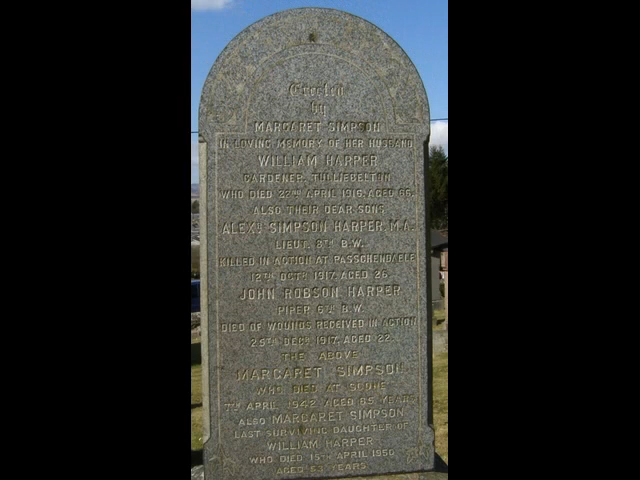 Erected
by
MARGARET SIMPSON
IN LOVING MEMORY OF HER HUSBAND
WILLIAM HARPER
GARDENER, TULLIEBELTON
WHO DIED 22ND APRIL 1916, AGED 66.
ALSO THEIR DEAR SONS
ALEXR SIMPSON HARPER, M.A.
LIEUT. 8TH B.W.
KILLED IN ACTION AT PASSCHENDAELE
12TH OCTR 1917, AGED 26.
JOHN ROBSON HARPER
PIPER 6TH B.W.
DIED OF WOUNDS RECEIVED IN ACTION
25TH DECR 1917, AGED 22.
THE ABOVE
MARGARET SIMPSON
WHO DIED AT SCONE
7TH APRIL 1942 AGED 85 YEARS
ALSO MARGARET SIMPSON
LAST SURVIVING DAUGHTER OF
WILLIAM HARPER
WHO DIED 15TH APRIL 1950
AGED 53 YEARS